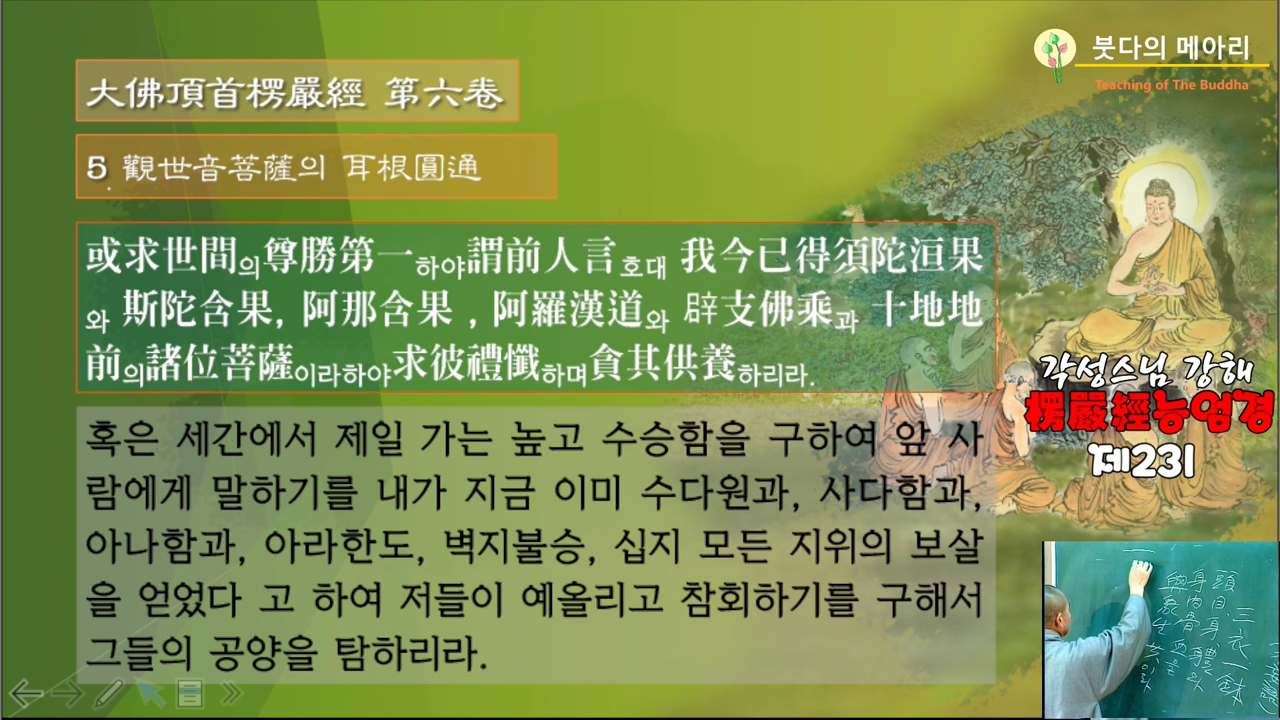 붓다의 메아리
Teaching of The Buddha
大佛頂首楞嚴經 第六卷
5. 觀世音菩薩의 耳根圓通
或求世間의尊勝第一하야謂前人言호대 我今已得須陀洹果
와 斯陀含果, 阿那含果 , 阿羅漢道와 辟支佛乘과 十地地
前의諸位菩薩이라하야求彼禮懺하며貪其供養하리라.
혹은 세간에서 제일 가는 높고 수승함을 구하여 앞 사
람에게 말하기를 내가 지금 이미 수다원과, 사다함과,
아나함과, 아라한도, 벽지불승, 십지 모든 지위의 보살
을 얻었다 고 하여 저들이 예올리고 참회하기를 구해서
그들의 공양을 탐하리라.
각성스님 강해
楞嚴經능엄경
제231
三衣一鉢